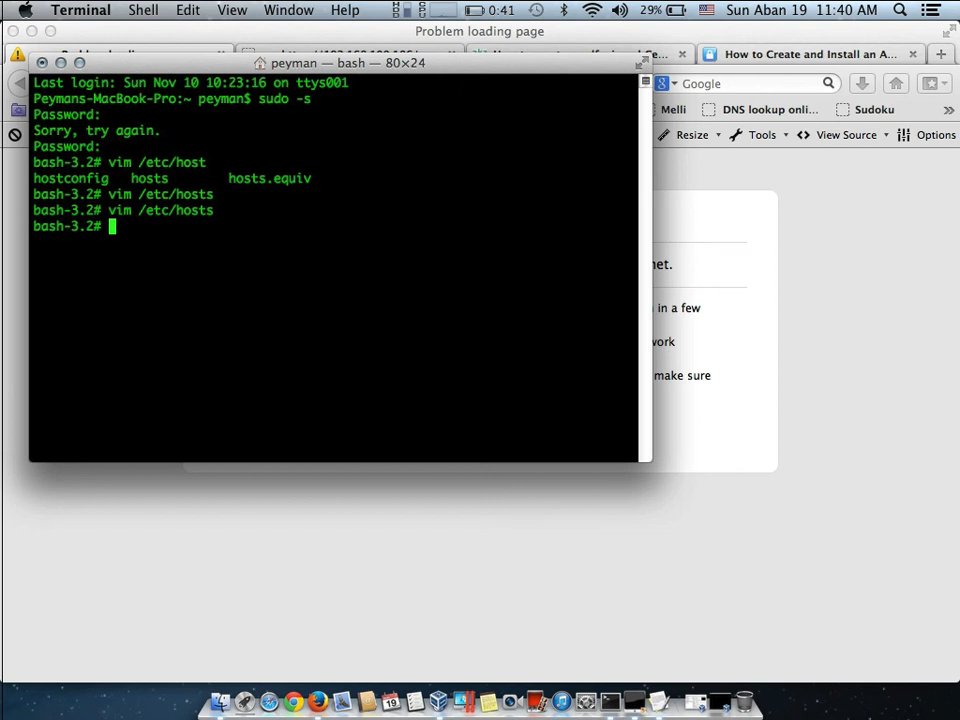 Terminal Shell Edit View Window Help 0:41 29% Sun Aban 19 11:40 AM
Problem loading page
How to Create and Install an A...
peyman — bash — 80×24
Google
Melli DNS lookup onli... Sudoku
Resize Tools View Source Options
Last login: Sun Nov 10 10:23:16 on ttys001
Peymans-MacBook-Pro:~ peyman$ sudo -s
Password:
Sorry, try again.
Password:
bash-3.2# vim /etc/host
hostconfig hosts hosts.equiv
bash-3.2# vim /etc/hosts
bash-3.2# vim /etc/hosts
bash-3.2#
net.
in a few
work
make sure